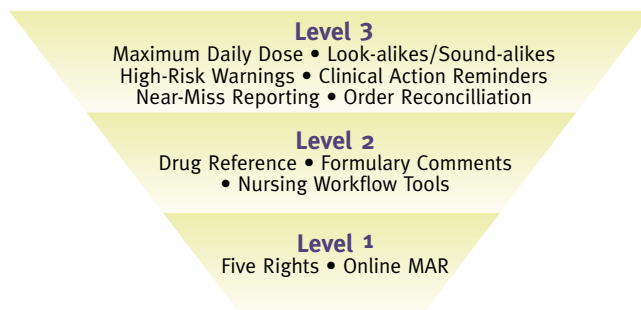 Level 3
Maximum Daily Dose • Look-alikes/Sound-alikes
High-Risk Warnings • Clinical Action Reminders
Near-Miss Reporting • Order Reconcilliation
Level 2
Drug Reference • Formulary Comments
• Nursing Workflow Tools
Level 1
Five Rights • Online MAR